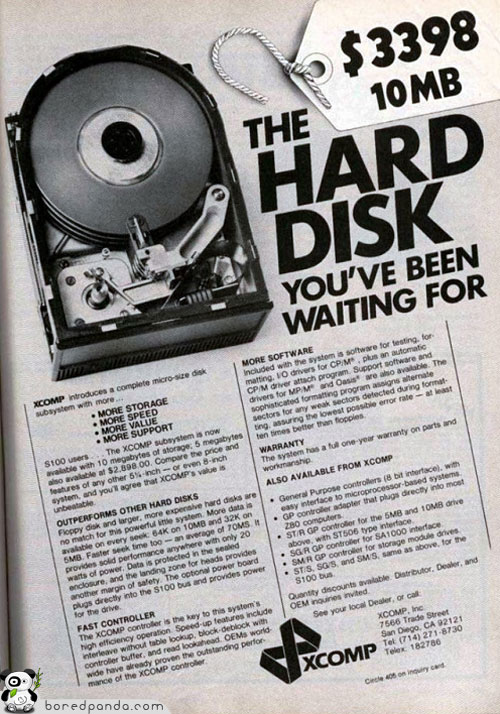 $3398
10MB
THE
HARD
DISK
YOU'VE BEEN
WAITING FOR
XCOMP introduces a complete micro-size disk
subsystem with more...
• MORE STORAGE
• MORE SPEED
• MORE VALUE
• MORE SUPPORT
S100 users . . . The XCOMP subsystem is now
available with 10 megabytes of storage; 5 megabytes
also available at $2,898.00. Compare the price and
features of any other 5¼-inch — or even 8-inch
system, and you'll agree that XCOMP's value is
unbeatable.
OUTPERFORMS OTHER HARD DISKS
Floppy disk and larger, more expensive hard disks are
no match for this powerful little system. More data is
available on every seek: 64K on 10MB and 32K on
5MB. Faster seek time too — an average of 70MS. It
provides solid performance anywhere with only 20
watts of power. Data is protected in the sealed
enclosure, and the landing zone for heads provides
another margin of safety. The optional power board
plugs directly into the S100 bus and provides power
for the drive.
FAST CONTROLLER
The XCOMP controller is the key to this system's
high efficiency operation. Speed-up features include
interleave without table lookup, block-deblock with
controller buffer, and read lookahead. OEMs world-
wide have already proven the outstanding perfor-
mance of the XCOMP controller.
MORE SOFTWARE
Included with the system is software for testing, for-
matting, I/O drivers for CP/M®, plus an automatic
CP/M driver attach program. Support software and
drivers for MP/M® and Oasis® are also available. The
sophisticated formatting program assigns alternate
sectors for any weak sectors detected during format-
ting, assuring the lowest possible error rate — at least
ten times better than floppies.
WARRANTY
The system has a full one-year warranty on parts and
workmanship.
ALSO AVAILABLE FROM XCOMP
• General Purpose controllers (8 bit interface), with
easy interface to microprocessor-based systems.
• GP controller adapter that plugs directly into most
Z80 computers.
• ST/R GP controller for the 5MB and 10MB drive
above, with ST506 type interface.
• SG/R GP controller for SA1000 interface.
• SM/R GP controller for storage module drives.
• ST/S, SG/S, and SM/S, same as above, for the
S100 bus.
Quantity discounts available. Distributor, Dealer, and
OEM inquiries invited.
See your local Dealer, or call:
XCOMP
XCOMP, Inc.
7566 Trade Street
San Diego, CA 92121
Tel: (714) 271-8730
Telex: 182786
Circle 405 on inquiry card.
boredpanda.com